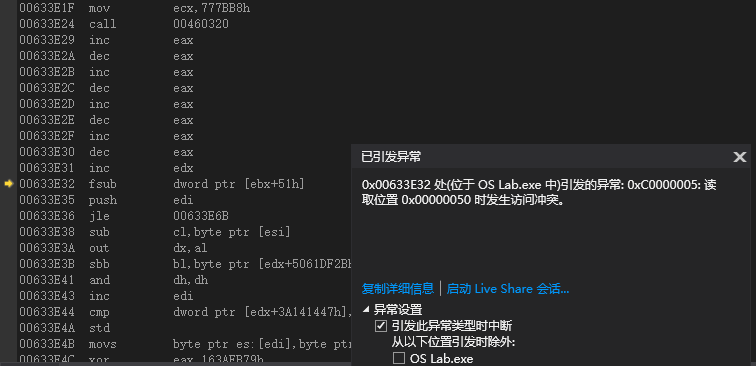 00633E1F mov ecx,777BB8h
00633E24 call 00460320
00633E29 inc eax
00633E2A dec eax
00633E2B inc eax
00633E2C dec eax
00633E2D inc eax
00633E2E dec eax
00633E2F inc eax
00633E30 dec eax
00633E31 inc edx
00633E32 fsub dword ptr [ebx+51h]
00633E35 push edi
00633E36 jle 00633E6B
00633E38 sub cl,byte ptr [esi]
00633E3A out dx,al
00633E3B sbb bl,byte ptr [edx+5061DF2Bh
00633E41 and dh,dh
00633E43 inc edi
00633E44 cmp dword ptr [edx+3A141447h],
00633E4A std
00633E4B movs byte ptr es:[edi],byte ptr
00633E4C xor eax,163AFB79h
已引发异常
0x00633E32 处(位于 OS Lab.exe 中)引发的异常: 0xC0000005: 读
取位置 0x00000050 时发生访问冲突。
复制详细信息 | 启动 Live Share 会话...
异常设置
引发此异常类型时中断
从以下位置引发时除外:
OS Lab.exe